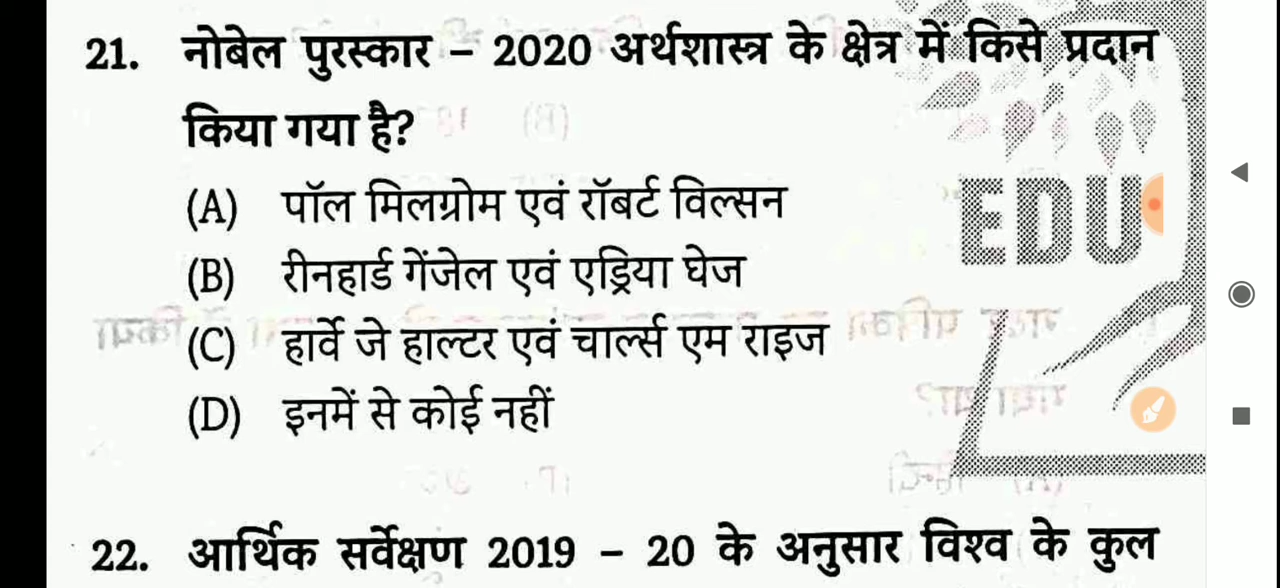 21. नोबेल पुरस्कार – 2020 अर्थशास्त्र के क्षेत्र में किसे प्रदान
किया गया है?
(A) पॉल मिलग्रोम एवं रॉबर्ट विल्सन
(B) रीनहार्ड गेंजेल एवं एड्रिया घेज
EDU
(C) हार्वे जे हाल्टर एवं चार्ल्स एम राइज
(D) इनमें से कोई नहीं
22. आर्थिक सर्वेक्षण 2019 – 20 के अनुसार विश्व के कुल